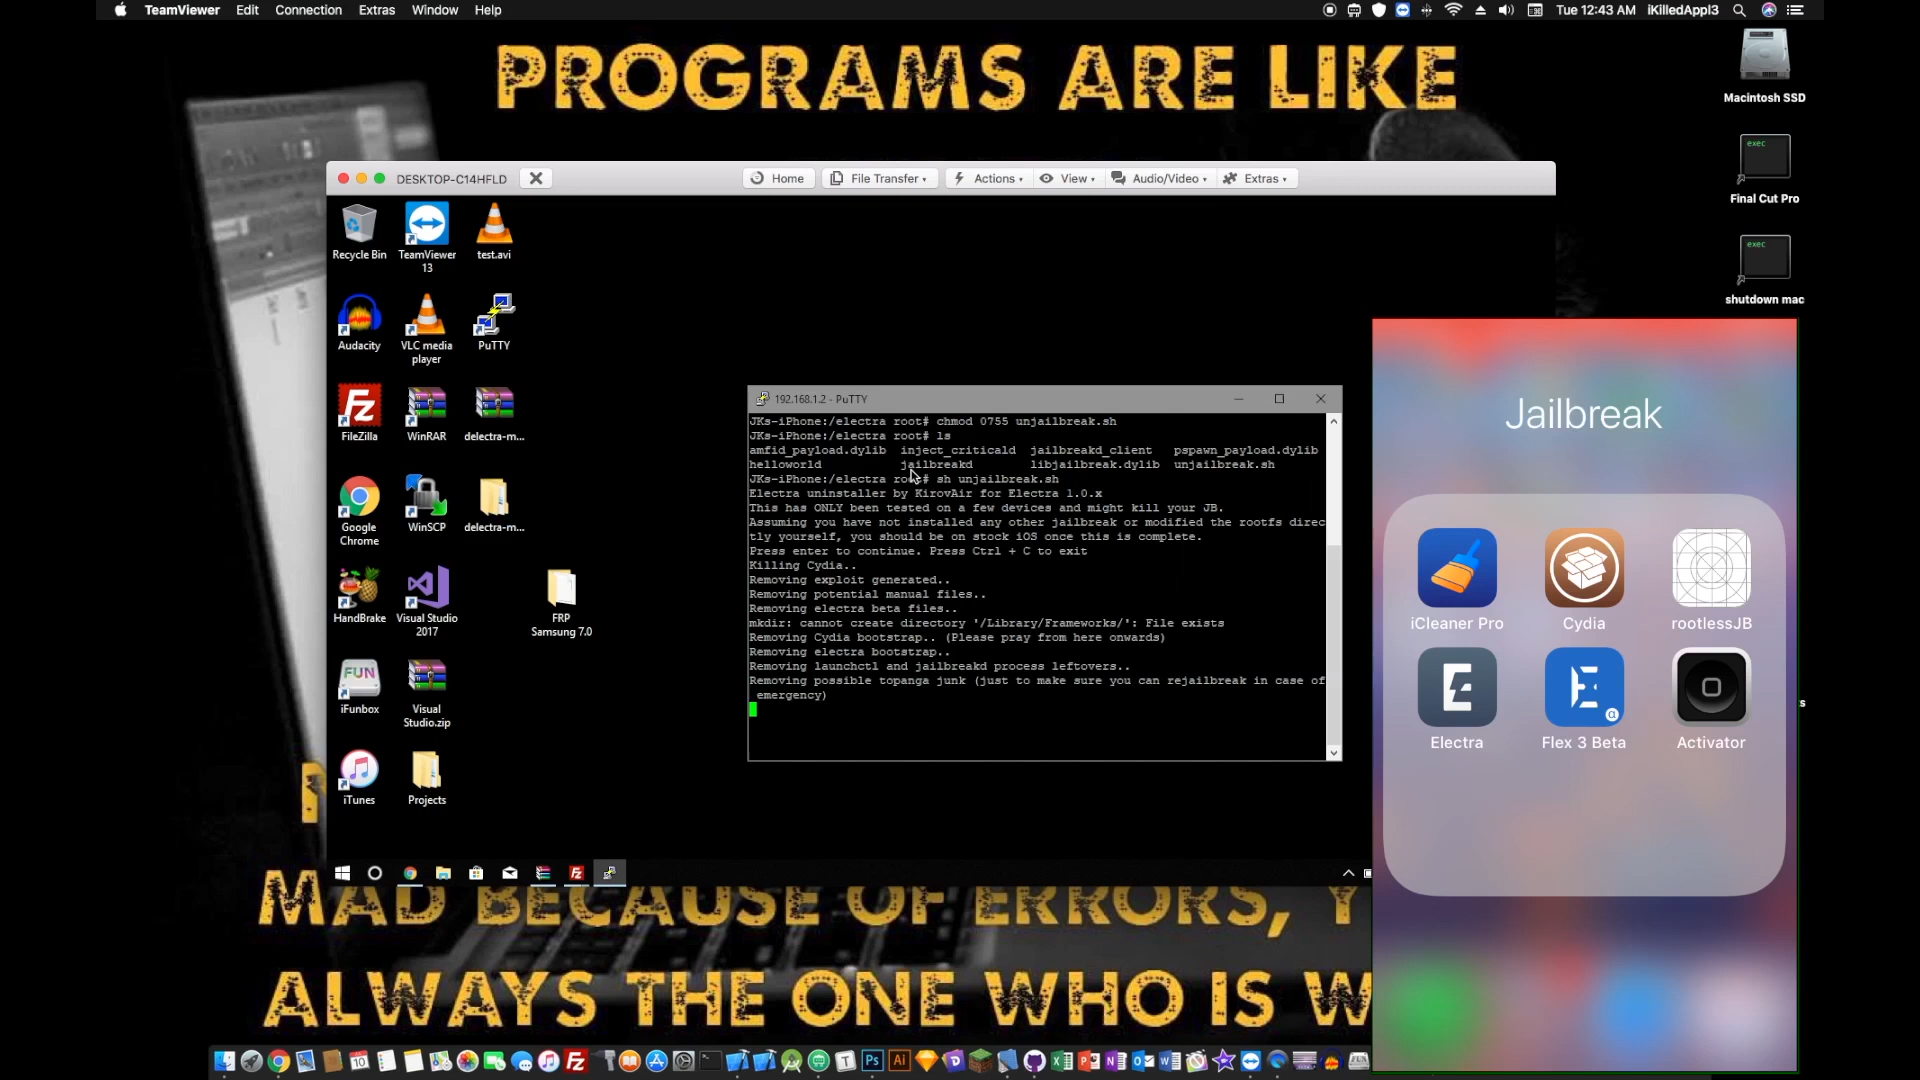 TeamViewer Edit Connection Extras Window Help
Tue 12:43 AM iKilledAppl3
PROGRAMS ARE LIKE
Macintosh SSD
exec
Final Cut Pro
exec
shutdown mac
DESKTOP-C14HFLD
Home File Transfer Actions View Audio/Video Extras
Recycle Bin
TeamViewer 13
test.avi
Audacity
VLC media player
PuTTY
FileZilla
WinRAR
delectra-m...
Google Chrome
WinSCP
delectra-m...
HandBrake
Visual Studio 2017
FRP Samsung 7.0
FUN
iFunbox
Visual Studio.zip
iTunes
Projects
192.168.1.2 - PuTTY
JKs-iPhone:/electra root# chmod 0755 unjailbreak.sh
JKs-iPhone:/electra root# ls
amfid_payload.dylib inject_criticald jailbreakd_client pspawn_payload.dylib
helloworld jailbreakd libjailbreak.dylib unjailbreak.sh
JKs-iPhone:/electra root# sh unjailbreak.sh
Electra uninstaller by KirovAir for Electra 1.0.x
This has ONLY been tested on a few devices and might kill your JB.
Assuming you have not installed any other jailbreak or modified the rootfs direc
tly yourself, you should be on stock iOS once this is complete.
Press enter to continue. Press Ctrl + C to exit
Killing Cydia..
Removing exploit generated..
Removing potential manual files..
Removing electra beta files..
mkdir: cannot create directory '/Library/Frameworks/': File exists
Removing Cydia bootstrap.. (Please pray from here onwards)
Removing electra bootstrap..
Removing launchctl and jailbreakd process leftovers..
Removing possible topanga junk (just to make sure you can rejailbreak in case of
emergency)
Jailbreak
iCleaner Pro
Cydia
rootlessJB
Electra
Flex 3 Beta
Activator
s
MAD BECAUSE OF ERRORS, Y
ALWAYS THE ONE WHO IS W